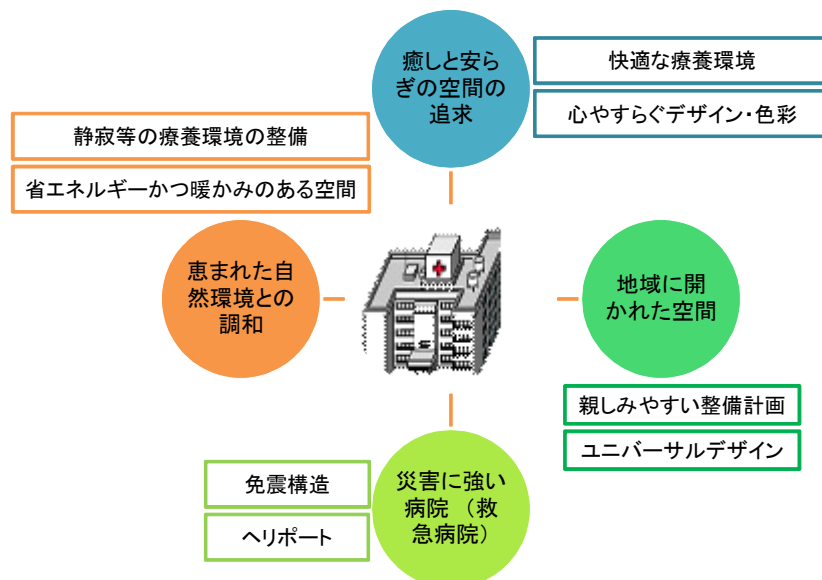 癒しと安ら
ぎの空間の
追求
快適な療養環境
心やすらぐデザイン・色彩
静寂等の療養環境の整備
省エネルギーかつ暖かみのある空間
恵まれた自
然環境との
調和
地域に開
かれた空間
親しみやすい整備計画
ユニバーサルデザイン
免震構造
ヘリポート
災害に強い
病院　（救
急病院）